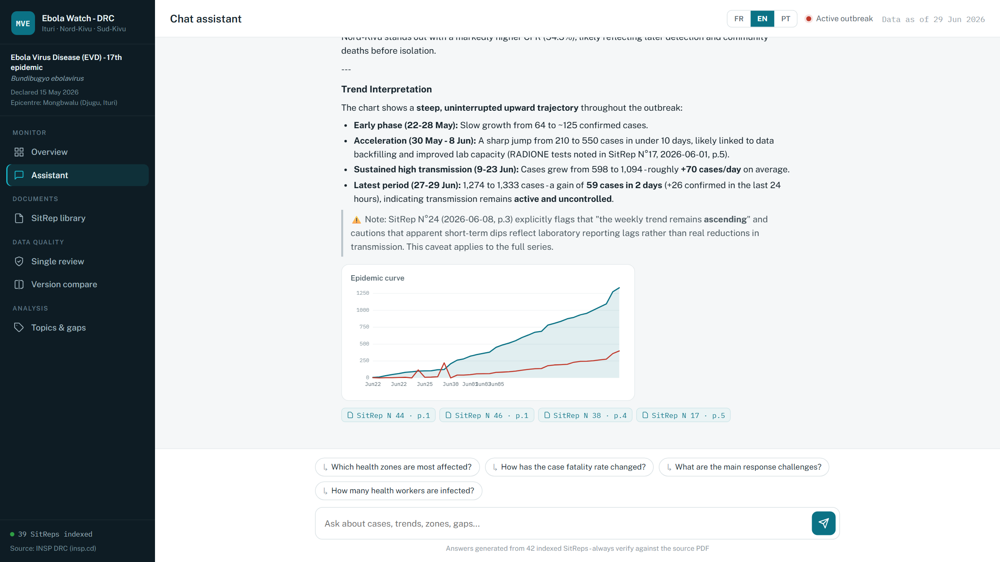 MVE
Ebola Watch - DRC
Ituri · Nord-Kivu · Sud-Kivu
Ebola Virus Disease (EVD) - 17th
epidemic
Bundibugyo ebolavirus
Declared 15 May 2026
Epicentre: Mongbwalu (Djugu, Ituri)
MONITOR
Overview
Assistant
DOCUMENTS
SitRep library
DATA QUALITY
Single review
Version compare
ANALYSIS
Topics & gaps
39 SitReps indexed
Source: INSP DRC (insp.cd)
Chat assistant
FR EN PT
Active outbreak
Data as of 29 Jun 2026
Nord-Kivu stands out with a markedly higher CFR (54.5%), likely reflecting later detection and community
deaths before isolation.
---
Trend Interpretation
The chart shows a steep, uninterrupted upward trajectory throughout the outbreak:
• Early phase (22-28 May): Slow growth from 64 to ~125 confirmed cases.
• Acceleration (30 May - 8 Jun): A sharp jump from 210 to 550 cases in under 10 days, likely linked to data
backfilling and improved lab capacity (RADIONE tests noted in SitRep N°17, 2026-06-01, p.5).
• Sustained high transmission (9-23 Jun): Cases grew from 598 to 1,094 - roughly +70 cases/day on average.
• Latest period (27-29 Jun): 1,274 to 1,333 cases - a gain of 59 cases in 2 days (+26 confirmed in the last 24
hours), indicating transmission remains active and uncontrolled.
⚠️ Note: SitRep N°24 (2026-06-08, p.3) explicitly flags that "the weekly trend remains ascending" and
cautions that apparent short-term dips reflect laboratory reporting lags rather than real reductions in
transmission. This caveat applies to the full series.
Epidemic curve
1250
1000
750
500
250
0
Jun22 Jun22 Jun25 Jun30 Jun01 Jun03 Jun05
SitRep N 44 · p.1
SitRep N 46 · p.1
SitRep N 38 · p.4
SitRep N 17 · p.5
↳ Which health zones are most affected?
↳ How has the case fatality rate changed?
↳ What are the main response challenges?
↳ How many health workers are infected?
Ask about cases, trends, zones, gaps...
Answers generated from 42 indexed SitReps - always verify against the source PDF